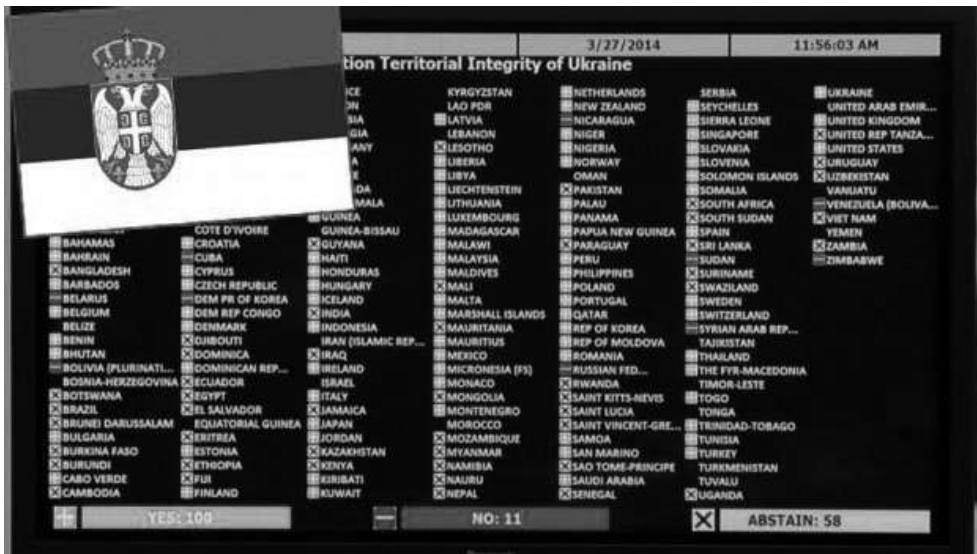 3/27/2014
11:56:03 AM
tion Territorial Integrity of Ukraine
BAHAMAS
BAHRAIN
BANGLADESH
BARBADOS
BELARUS
BELGIUM
BELIZE
BENIN
BHUTAN
BOLIVIA (PLURINATI...
BOSNIA-HERZEGOVINA
BOTSWANA
BRAZIL
BRUNEI DARUSSALAM
BULGARIA
BURKINA FASO
BURUNDI
CABO VERDE
CAMBODIA
COTE D'IVOIRE
CROATIA
CUBA
CYPRUS
CZECH REPUBLIC
DEM PR OF KOREA
DEM REP CONGO
DENMARK
DJIBOUTI
DOMINICA
DOMINICAN REP...
ECUADOR
EGYPT
EL SALVADOR
EQUATORIAL GUINEA
ERITREA
ESTONIA
ETHIOPIA
FIJI
FINLAND
CE
ON
IA
GIA
ANY
A
E
DA
MALA
GUINEA
GUINEA-BISSAU
GUYANA
HAITI
HONDURAS
HUNGARY
ICELAND
INDIA
INDONESIA
IRAN (ISLAMIC REP...
IRAQ
IRELAND
ISRAEL
ITALY
JAMAICA
JAPAN
JORDAN
KAZAKHSTAN
KENYA
KIRIBATI
KUWAIT
KYRGYZSTAN
LAO PDR
LATVIA
LEBANON
LESOTHO
LIBERIA
LIBYA
LIECHTENSTEIN
LITHUANIA
LUXEMBOURG
MADAGASCAR
MALAWI
MALAYSIA
MALDIVES
MALI
MALTA
MARSHALL ISLANDS
MAURITANIA
MAURITIUS
MEXICO
MICRONESIA (FS)
MONACO
MONGOLIA
MONTENEGRO
MOROCCO
MOZAMBIQUE
MYANMAR
NAMIBIA
NAURU
NEPAL
NETHERLANDS
NEW ZEALAND
NICARAGUA
NIGER
NIGERIA
NORWAY
OMAN
PAKISTAN
PALAU
PANAMA
PAPUA NEW GUINEA
PARAGUAY
PERU
PHILIPPINES
POLAND
PORTUGAL
QATAR
REP OF KOREA
REP OF MOLDOVA
ROMANIA
RUSSIAN FED...
RWANDA
SAINT KITTS-NEVIS
SAINT LUCIA
SAINT VINCENT-GRE...
SAMOA
SAN MARINO
SAO TOME-PRINCIPE
SAUDI ARABIA
SENEGAL
SERBIA
SEYCHELLES
SIERRA LEONE
SINGAPORE
SLOVAKIA
SLOVENIA
SOLOMON ISLANDS
SOMALIA
SOUTH AFRICA
SOUTH SUDAN
SPAIN
SRI LANKA
SUDAN
SURINAME
SWAZILAND
SWEDEN
SWITZERLAND
SYRIAN ARAB REP...
TAJIKISTAN
THAILAND
THE FYR-MACEDONIA
TIMOR-LESTE
TOGO
TONGA
TRINIDAD-TOBAGO
TUNISIA
TURKEY
TURKMENISTAN
TUVALU
UGANDA
UKRAINE
UNITED ARAB EMIR...
UNITED KINGDOM
UNITED REP TANZA...
UNITED STATES
URUGUAY
UZBEKISTAN
VANUATU
VENEZUELA (BOLIVA...
VIET NAM
YEMEN
ZAMBIA
ZIMBABWE
YES: 100
NO: 11
ABSTAIN: 58